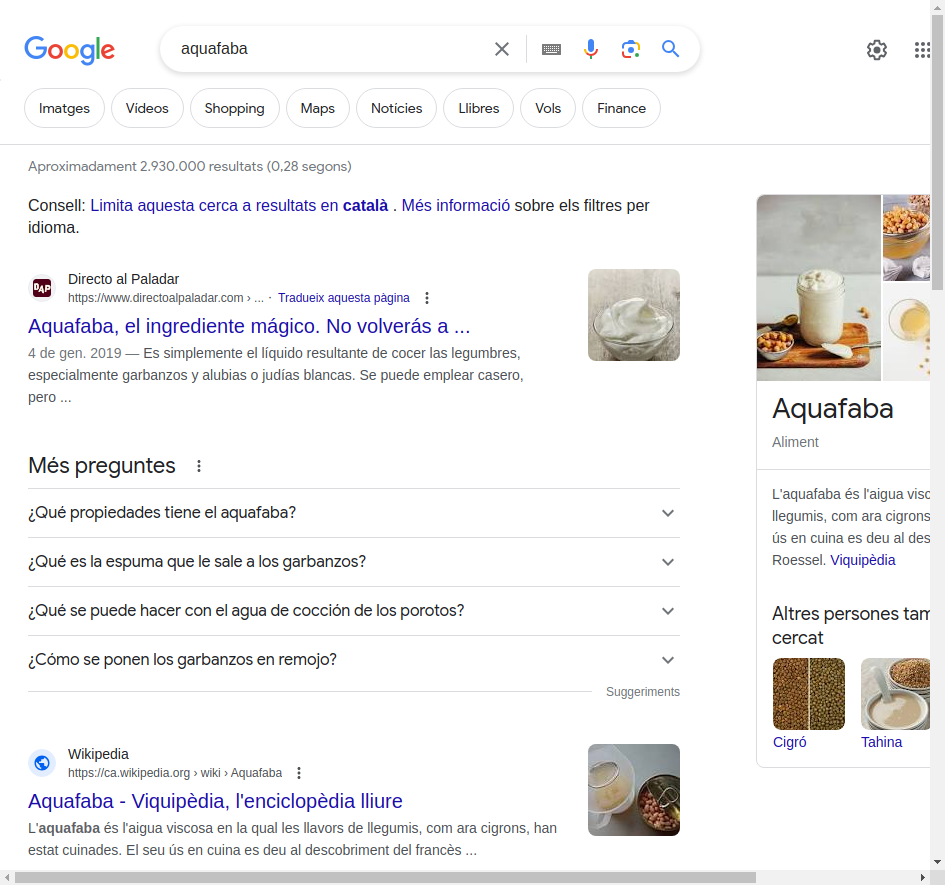 Google
aquafaba
Imatges
Vídeos
Shopping
Maps
Notícies
Llibres
Vols
Finance
Aproximadament 2.930.000 resultats (0,28 segons)
Consell: Limita aquesta cerca a resultats en català . Més informació sobre els filtres per
idioma.
DAP
Directo al Paladar
https://www.directoalpaladar.com › ... · Tradueix aquesta pàgina
Aquafaba, el ingrediente mágico. No volverás a ...
4 de gen. 2019 — Es simplemente el líquido resultante de cocer las legumbres,
especialmente garbanzos y alubias o judías blancas. Se puede emplear casero,
pero ...
Més preguntes
¿Qué propiedades tiene el aquafaba?
¿Qué es la espuma que le sale a los garbanzos?
¿Qué se puede hacer con el agua de cocción de los porotos?
¿Cómo se ponen los garbanzos en remojo?
Suggeriments
Wikipedia
https://ca.wikipedia.org › wiki › Aquafaba
Aquafaba - Viquipèdia, l'enciclopèdia lliure
L'aquafaba és l'aigua viscosa en la qual les llavors de llegumis, com ara cigrons, han
estat cuinades. El seu ús en cuina es deu al descobriment del francès ...
Aquafaba
Aliment
L'aquafaba és l'aigua visc
llegumis, com ara cigrons
ús en cuina es deu al des
Roessel. Viquipèdia
Altres persones tam
cercat
Cigró
Tahina